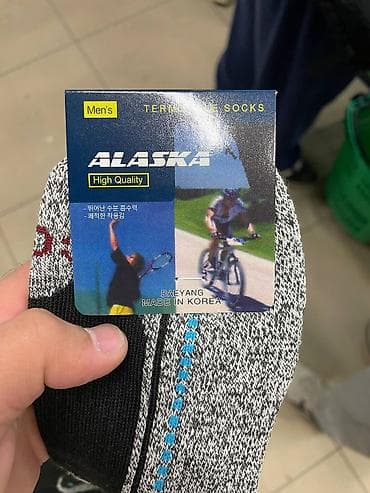 Men's
SOCKS
ALASKA
High Quality
- 뛰어난 수분 흡수력
- 쾌적한 착용감
DAEYANG
MADE IN KOREA